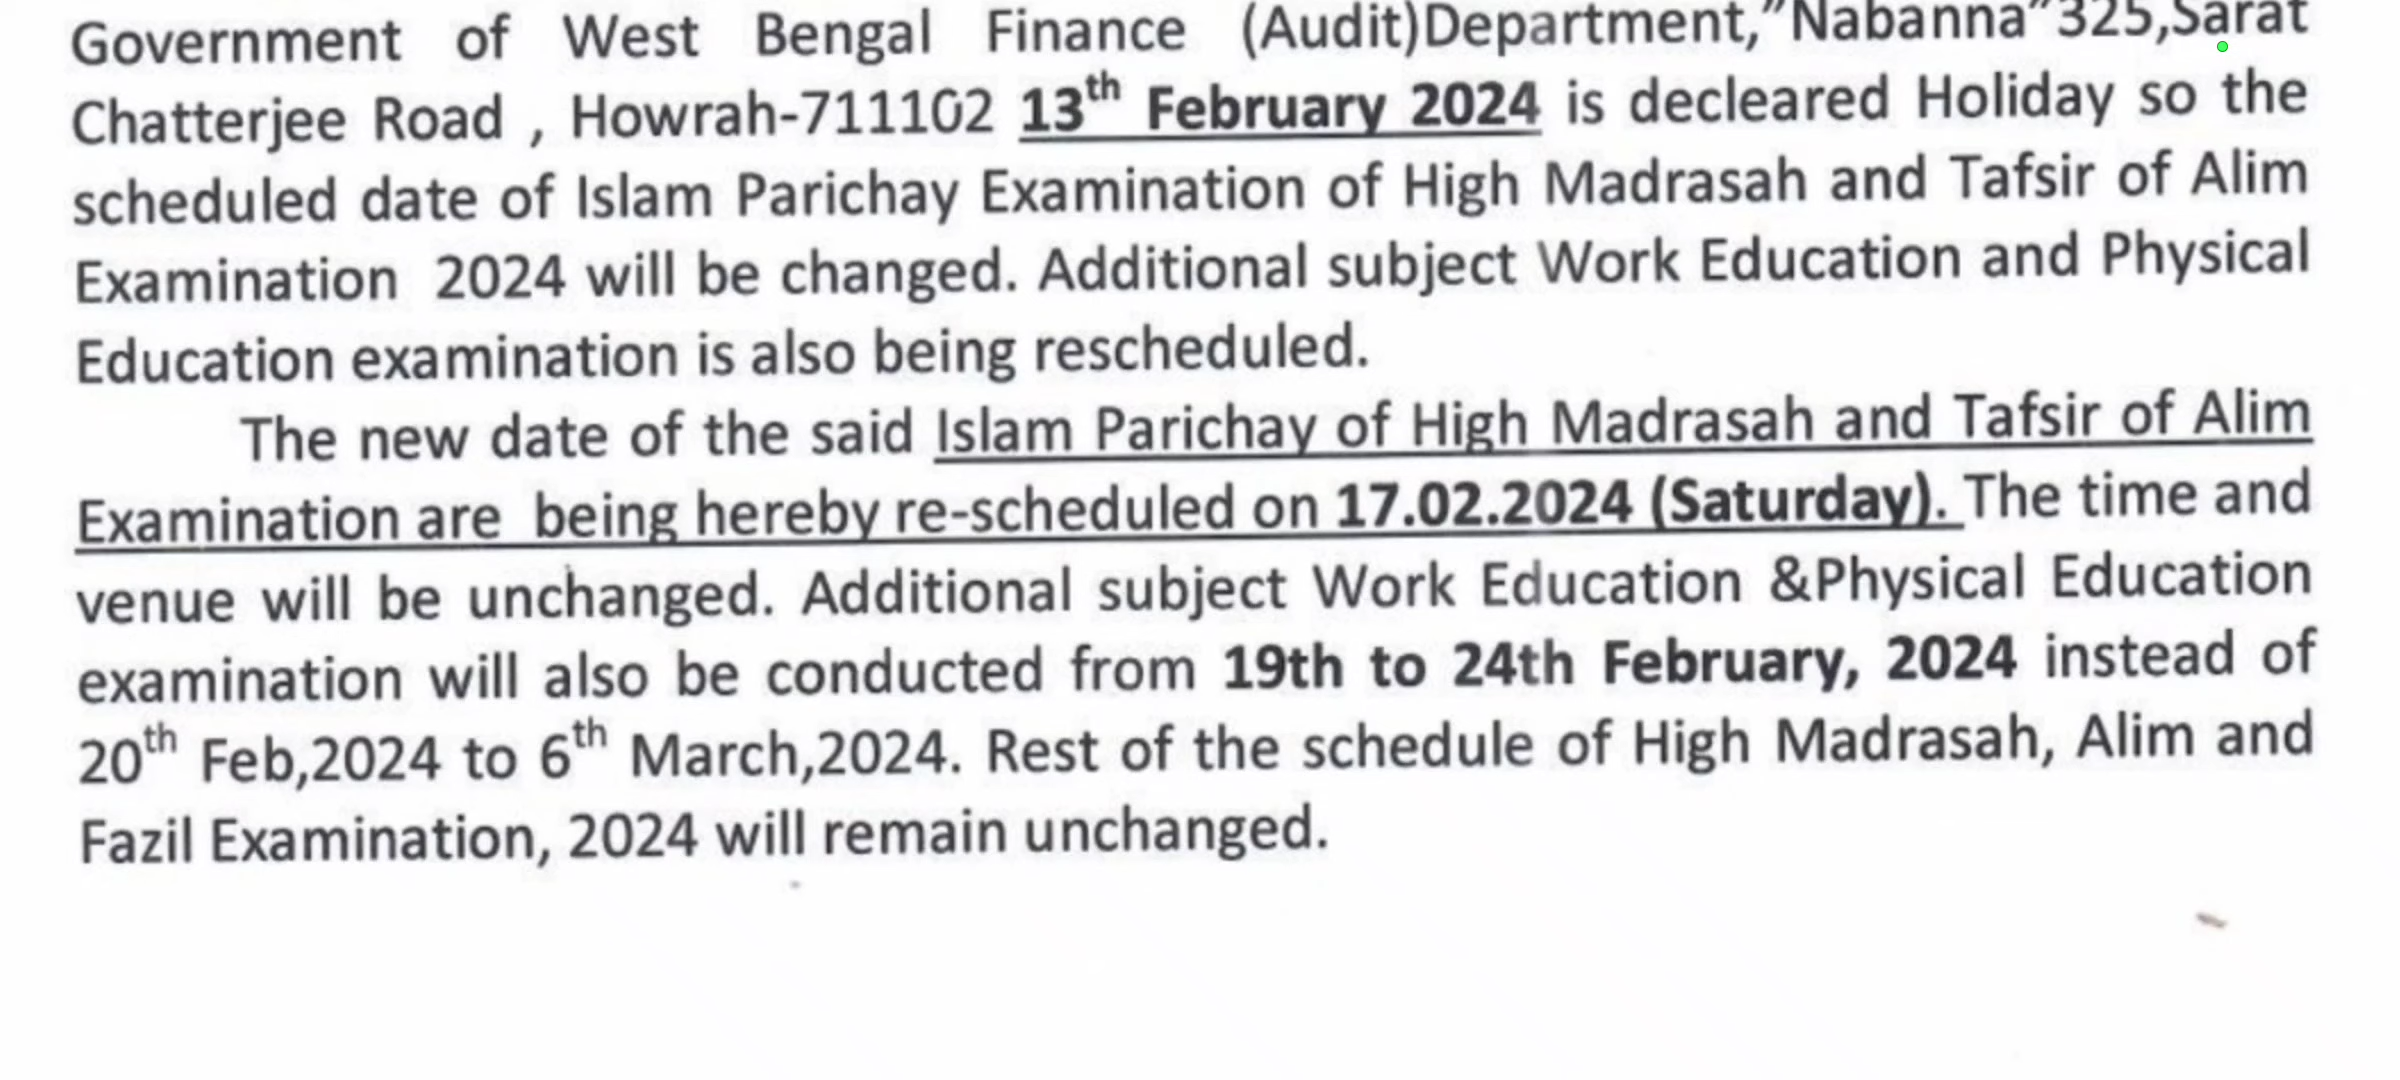 Government of West Bengal Finance (Audit)Department,"Nabanna"325,Sarat
Chatterjee Road , Howrah-711102 13th February 2024 is decleared Holiday so the
scheduled date of Islam Parichay Examination of High Madrasah and Tafsir of Alim
Examination 2024 will be changed. Additional subject Work Education and Physical
Education examination is also being rescheduled.
The new date of the said Islam Parichay of High Madrasah and Tafsir of Alim
Examination are being hereby re-scheduled on 17.02.2024 (Saturday). The time and
venue will be unchanged. Additional subject Work Education &Physical Education
examination will also be conducted from 19th to 24th February, 2024 instead of
20th Feb,2024 to 6th March,2024. Rest of the schedule of High Madrasah, Alim and
Fazil Examination, 2024 will remain unchanged.